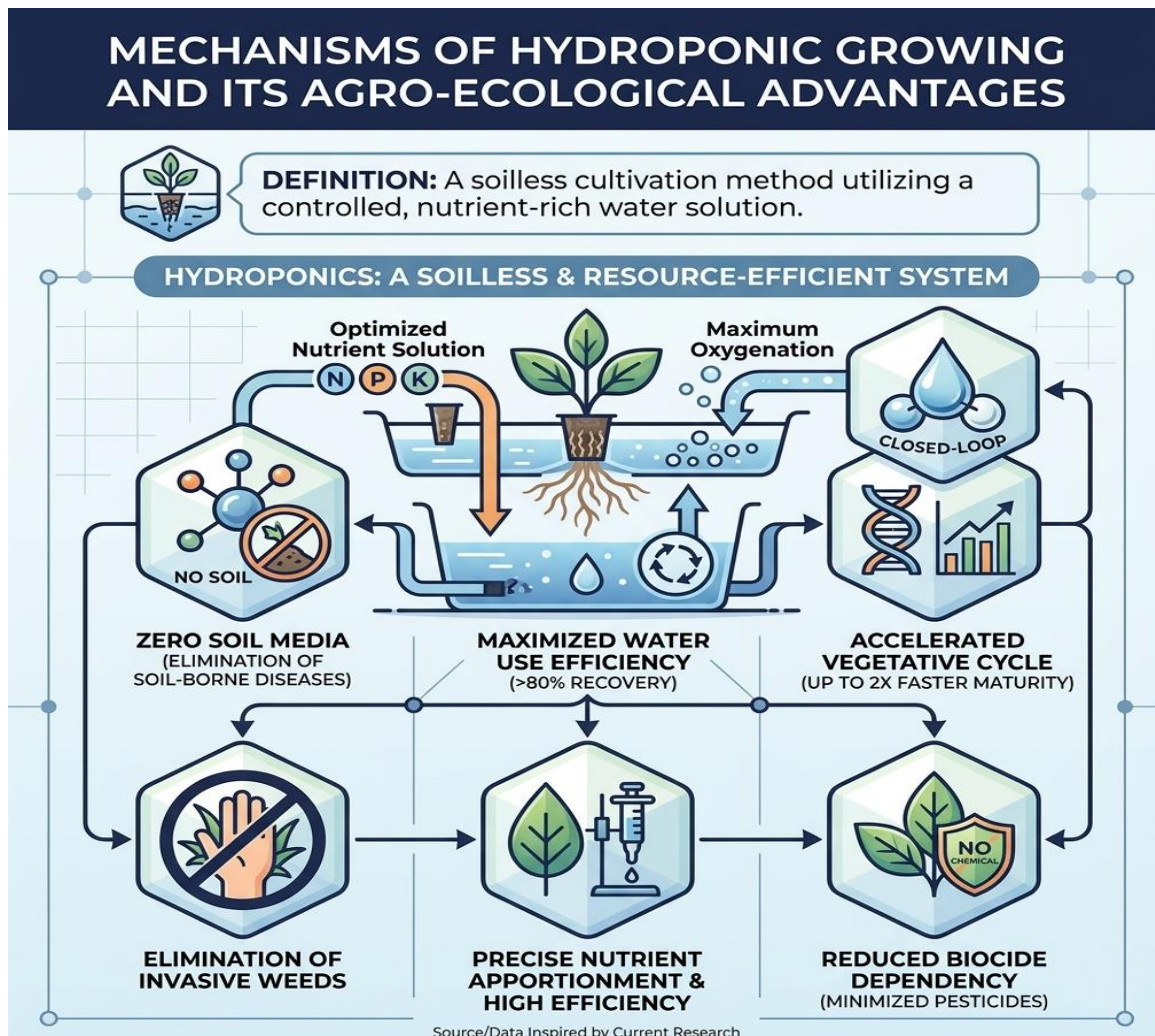 MECHANISMS OF HYDROPONIC GROWING
AND ITS AGRO-ECOLOGICAL ADVANTAGES
DEFINITION: A soilless cultivation method utilizing a
controlled, nutrient-rich water solution.
HYDROPONICS: A SOILLESS & RESOURCE-EFFICIENT SYSTEM
Optimized
Nutrient Solution
N P K
Maximum
Oxygenation
CLOSED-LOOP
NO SOIL
ZERO SOIL MEDIA
(ELIMINATION OF
SOIL-BORNE DISEASES)
MAXIMIZED WATER
USE EFFICIENCY
(>80% RECOVERY)
ACCELERATED
VEGETATIVE CYCLE
(UP TO 2X FASTER MATURITY)
NO
CHEMICAL
ELIMINATION OF
INVASIVE WEEDS
PRECISE NUTRIENT
APPORTIONMENT &
HIGH EFFICIENCY
REDUCED BIOCIDE
DEPENDENCY
(MINIMIZED PESTICIDES)
Source/Data Inspired by Current Research